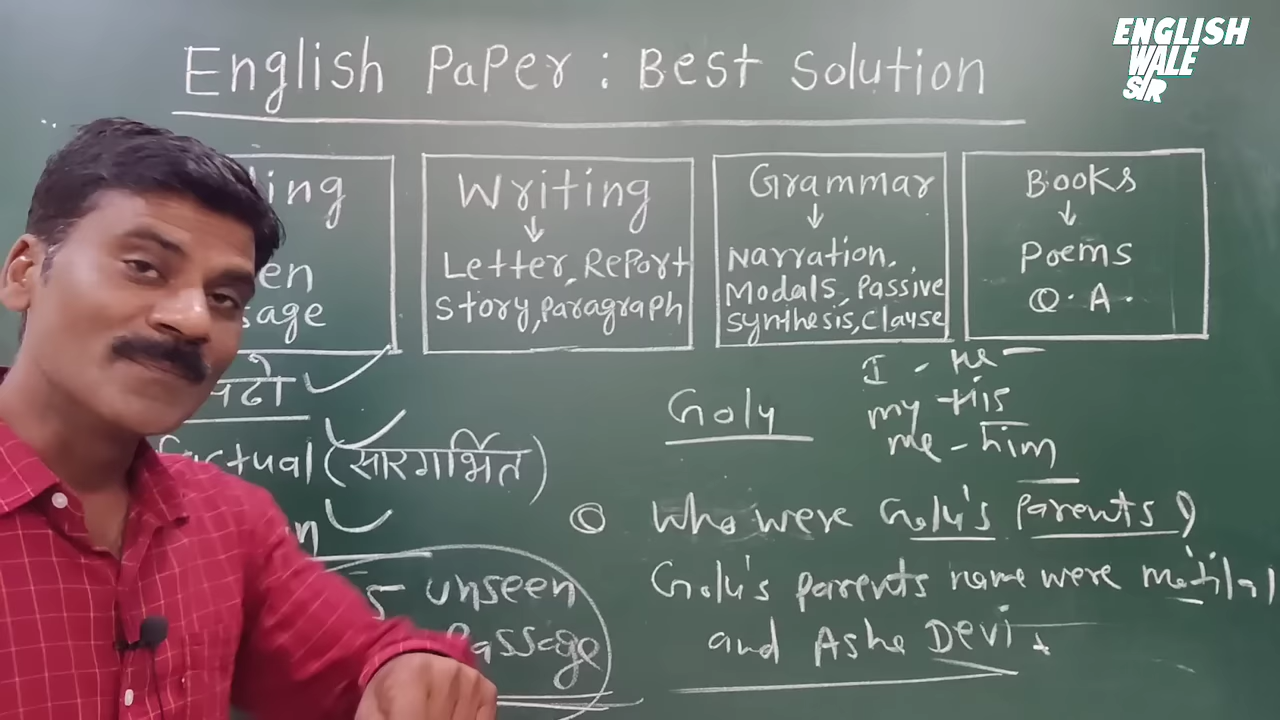 ENGLISH
WALE
SIR
English Paper : Best Solution
Writing
Letter, Report
Story, Paragraph
Grammar
Narration,
Modals, Passive
Synthesis, Clause
Books
Poems
Q. A.
(सारगर्भित)
5 unseen
Passage
Golu
I - He
my - His
me - him
Q Who were Golu's Parents ?
Golu's parents name were Motilal
and Asha Devi.